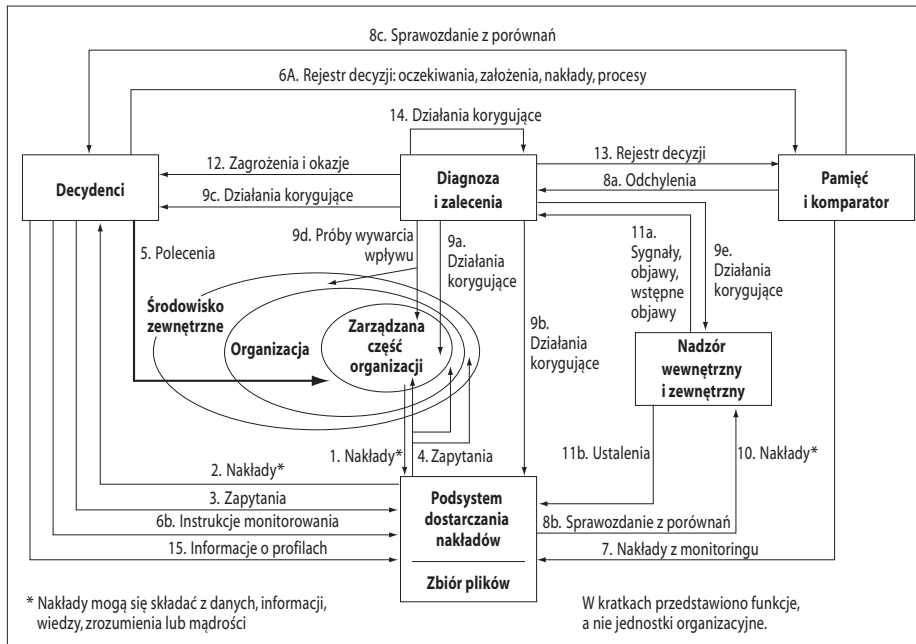 8c. Sprawozdanie z porównań
6A. Rejestr decyzji: oczekiwania, założenia, nakłady, procesy
14. Działania korygujące
12. Zagrożenia i okazje
13. Rejestr decyzji
Decydenci
Diagnoza
i zalecenia
8a. Odchylenia
Pamięć
i komparator
9c. Działania korygujące
5. Polecenia
9d. Próby wywarcia
wpływu
9a.
Działania
korygujące
11a.
Sygnały,
objawy,
wstępne
objawy
9e.
Działania
korygujące
Środowisko
zewnętrzne
Organizacja
Zarządzana
część
organizacji
9b.
Działania
korygujące
Nadzór
wewnętrzny
i zewnętrzny
1. Nakłady*
4. Zapytania
11b. Ustalenia
10. Nakłady*
2. Nakłady*
3. Zapytania
6b. Instrukcje monitorowania
15. Informacje o profilach
Podsystem
dostarczania
nakładów
Zbiór plików
8b. Sprawozdanie z porównań
7. Nakłady z monitoringu
* Nakłady mogą się składać z danych, informacji,
wiedzy, zrozumienia lub mądrości
W kratkach przedstawiono funkcje,
a nie jednostki organizacyjne.